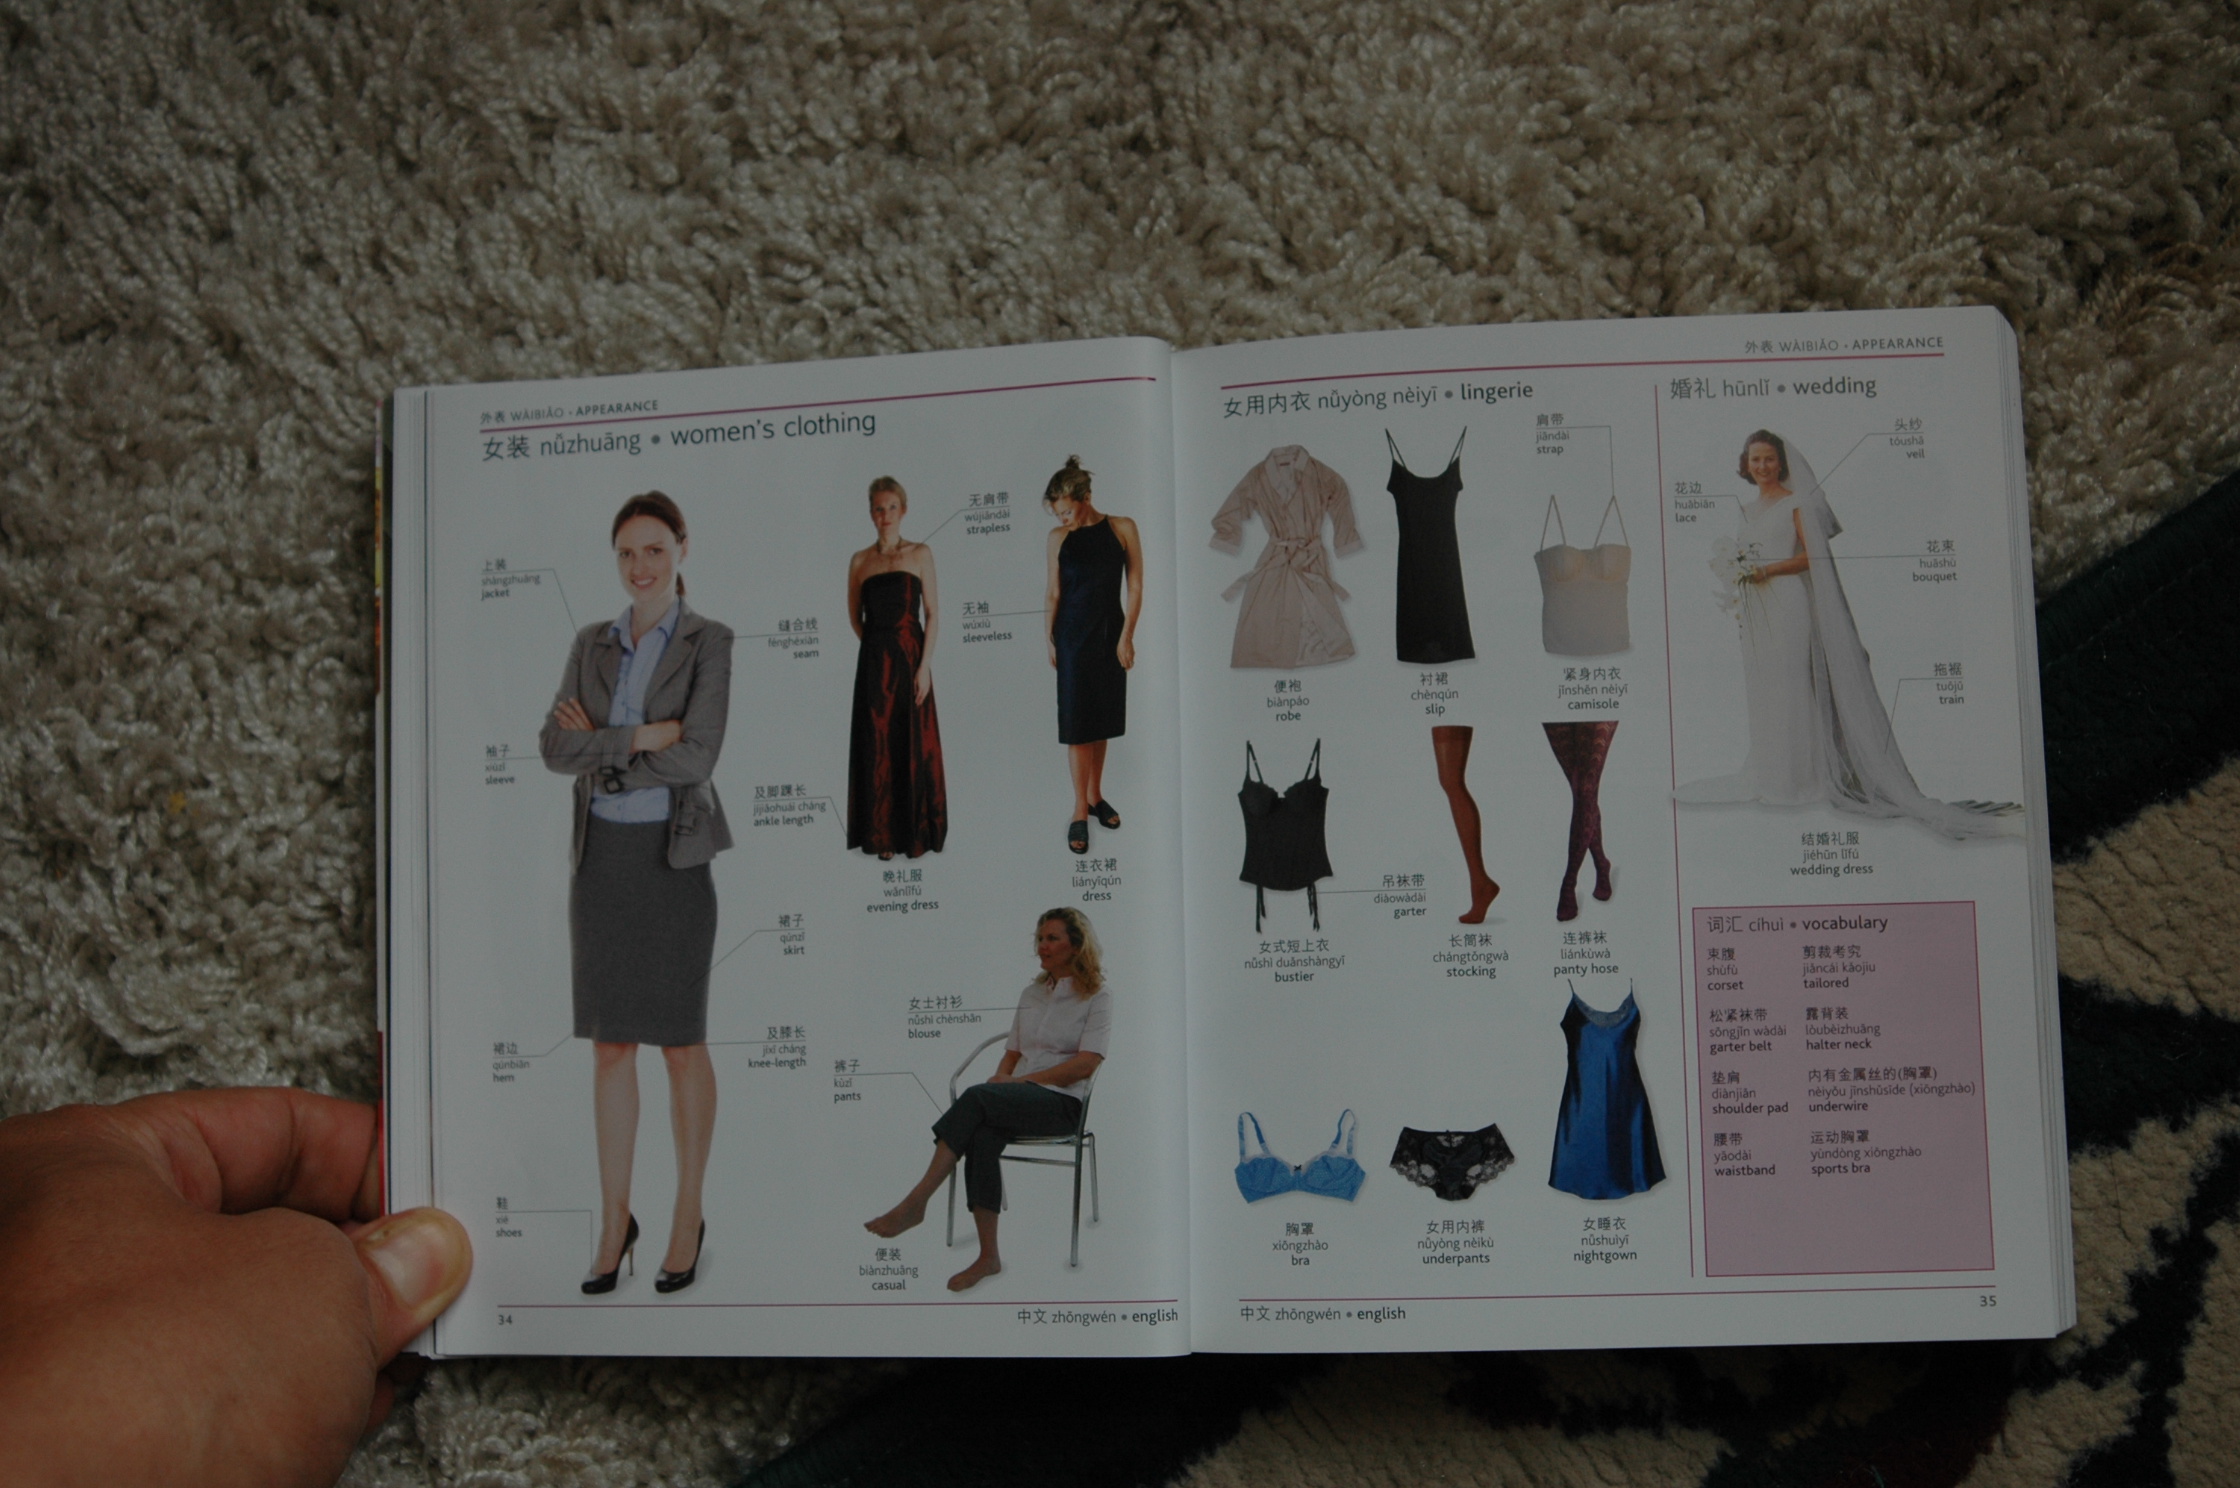 外表 WÀIBIǍO • APPEARANCE
女装 nǚzhuāng • women's clothing
上装
shàngzhuāng
jacket
袖子
xiùzi
sleeve
裙边
qúnbiān
hem
鞋
xié
shoes
缝合线
fénghéxiàn
seam
及脚踝长
jíjiǎohuái cháng
ankle length
裙子
qúnzi
skirt
及膝长
jíxī cháng
knee-length
无肩带
wújiāndài
strapless
无袖
wúxiù
sleeveless
晚礼服
wǎnlǐfú
evening dress
连衣裙
liányīqún
dress
女士衬衫
nǚshì chènshān
blouse
裤子
kùzi
pants
便装
biànzhuāng
casual
34
中文 zhōngwén • english
外表 WÀIBIǍO • APPEARANCE
女用内衣 nǚyòng nèiyī • lingerie
便袍
biànpáo
robe
衬裙
chènqún
slip
肩带
jiāndài
strap
紧身内衣
jǐnshēn nèiyī
camisole
女式短上衣
nǚshì duǎnshàngyī
bustier
吊袜带
diàowàdài
garter
长筒袜
chángtǒngwà
stocking
连裤袜
liánkùwà
panty hose
胸罩
xiōngzhào
bra
女用内裤
nǚyòng nèikù
underpants
女睡衣
nǚshuìyī
nightgown
婚礼 hūnlǐ • wedding
花边
huābiān
lace
头纱
tóushā
veil
花束
huāshù
bouquet
拖裾
tuōjū
train
结婚礼服
jiéhūn lǐfú
wedding dress
词汇 cíhuì • vocabulary
束腹
shùfù
corset
松紧袜带
sōngjǐn wàdài
garter belt
垫肩
diànjiān
shoulder pad
腰带
yāodài
waistband
剪裁考究
jiǎncái kǎojiu
tailored
露背装
lòubèizhuāng
halter neck
内有金属丝的(胸罩)
nèiyǒu jīnshǔsīde (xiōngzhào)
underwire
运动胸罩
yùndòng xiōngzhào
sports bra
中文 zhōngwén • english
35